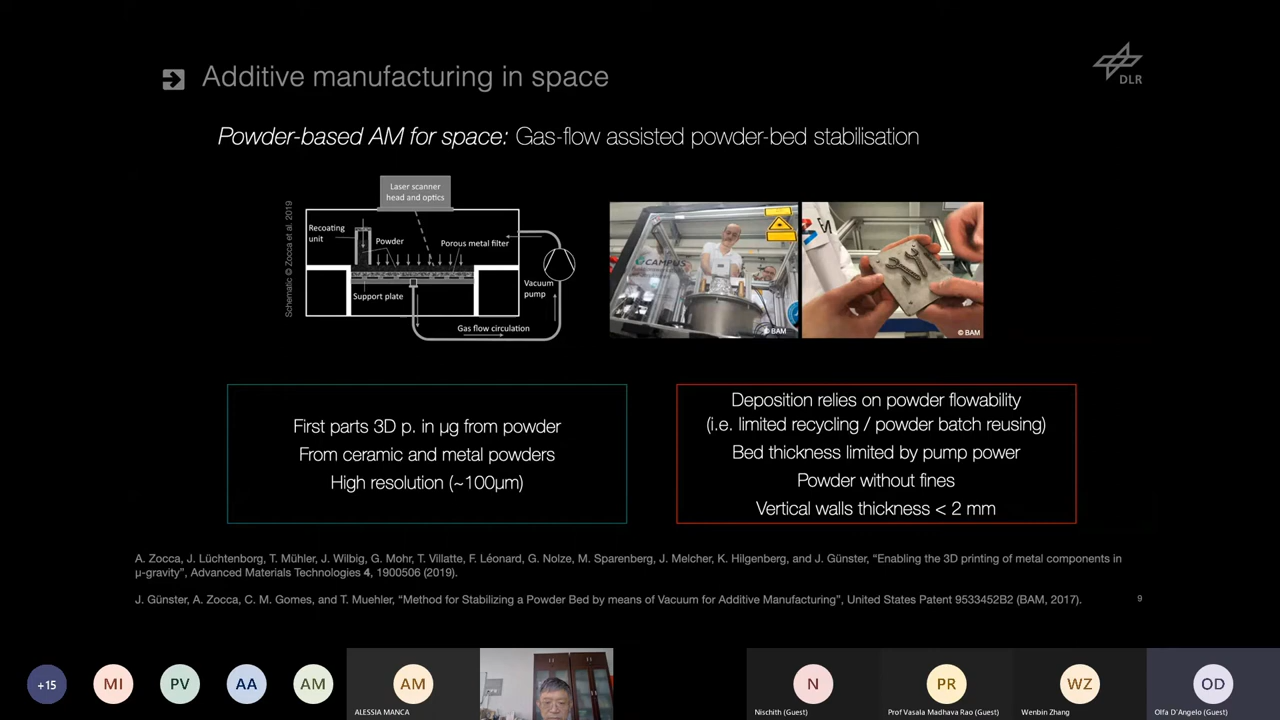 Additive manufacturing in space
DLR
Powder-based AM for space: Gas-flow assisted powder-bed stabilisation
Schematic © Zocca et al. 2019
Laser scanner
head and optics
Recoating
unit
Powder
Porous metal filter
Support plate
Vacuum
pump
Gas flow circulation
CAMPUS
© BAM
© BAM
First parts 3D p. in µg from powder
From ceramic and metal powders
High resolution (~100µm)
Deposition relies on powder flowability
(i.e. limited recycling / powder batch reusing)
Bed thickness limited by pump power
Powder without fines
Vertical walls thickness < 2 mm
A. Zocca, J. Lüchtenborg, T. Mühler, J. Wilbig, G. Mohr, T. Villatte, F. Léonard, G. Nolze, M. Sparenberg, J. Melcher, K. Hilgenberg, and J. Günster, “Enabling the 3D printing of metal components in
µ-gravity”, Advanced Materials Technologies 4, 1900506 (2019).
J. Günster, A. Zocca, C. M. Gomes, and T. Muehler, “Method for Stabilizing a Powder Bed by means of Vacuum for Additive Manufacturing”, United States Patent 9533452B2 (BAM, 2017).
9
+15
MI
PV
AA
AM
AM
ALESSIA MANCA
N
Nischith (Guest)
PR
Prof Vasala Madhava Rao (Guest)
WZ
Wenbin Zhang
OD
Olfa D`Angelo (Guest)